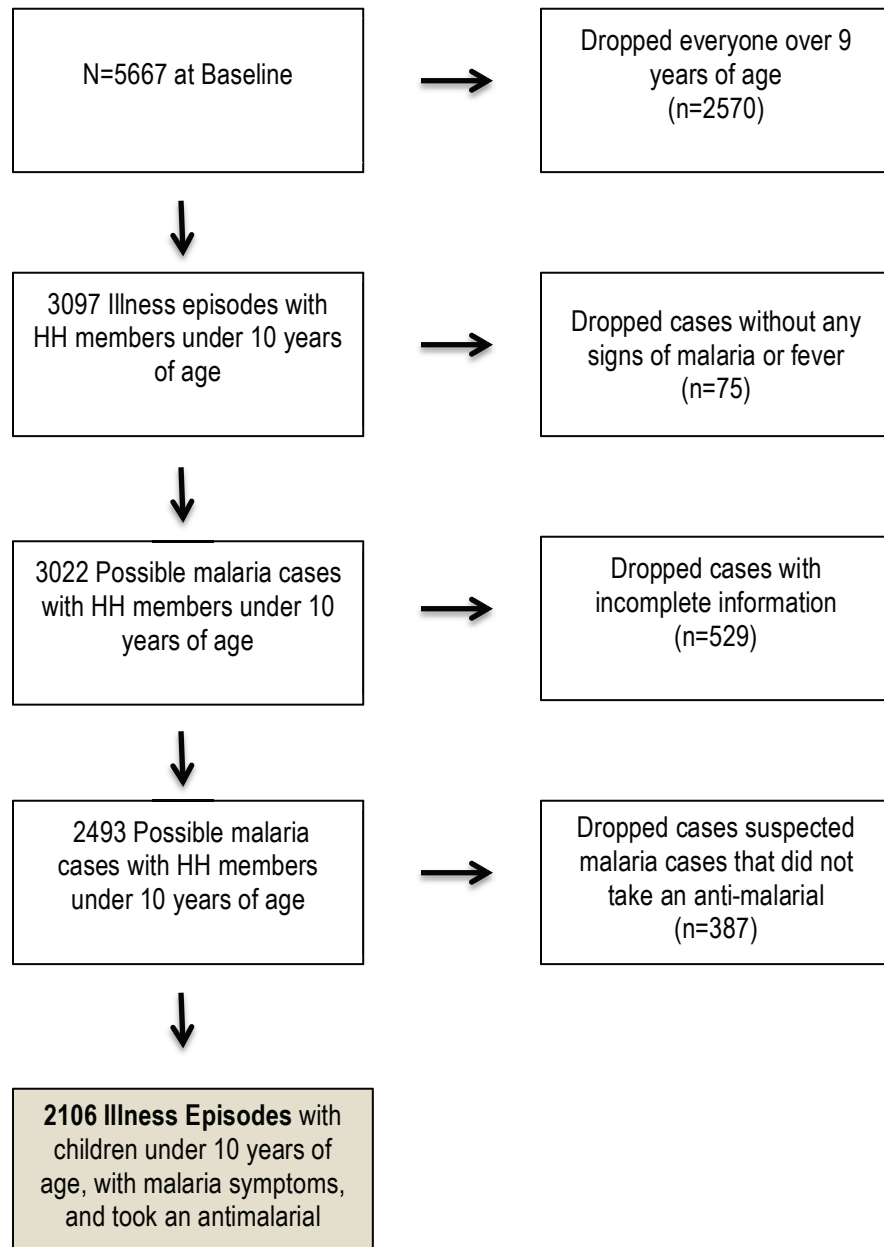 N=5667 at Baseline
Dropped everyone over 9
years of age
(n=2570)
3097 Illness episodes with
HH members under 10 years
of age
Dropped cases without any
signs of malaria or fever
(n=75)
3022 Possible malaria cases
with HH members under 10
years of age
Dropped cases with
incomplete information
(n=529)
2493 Possible malaria
cases with HH members
under 10 years of age
Dropped cases suspected
malaria cases that did not
take an anti-malarial
(n=387)
2106 Illness Episodes with
children under 10 years of
age, with malaria symptoms,
and took an antimalarial